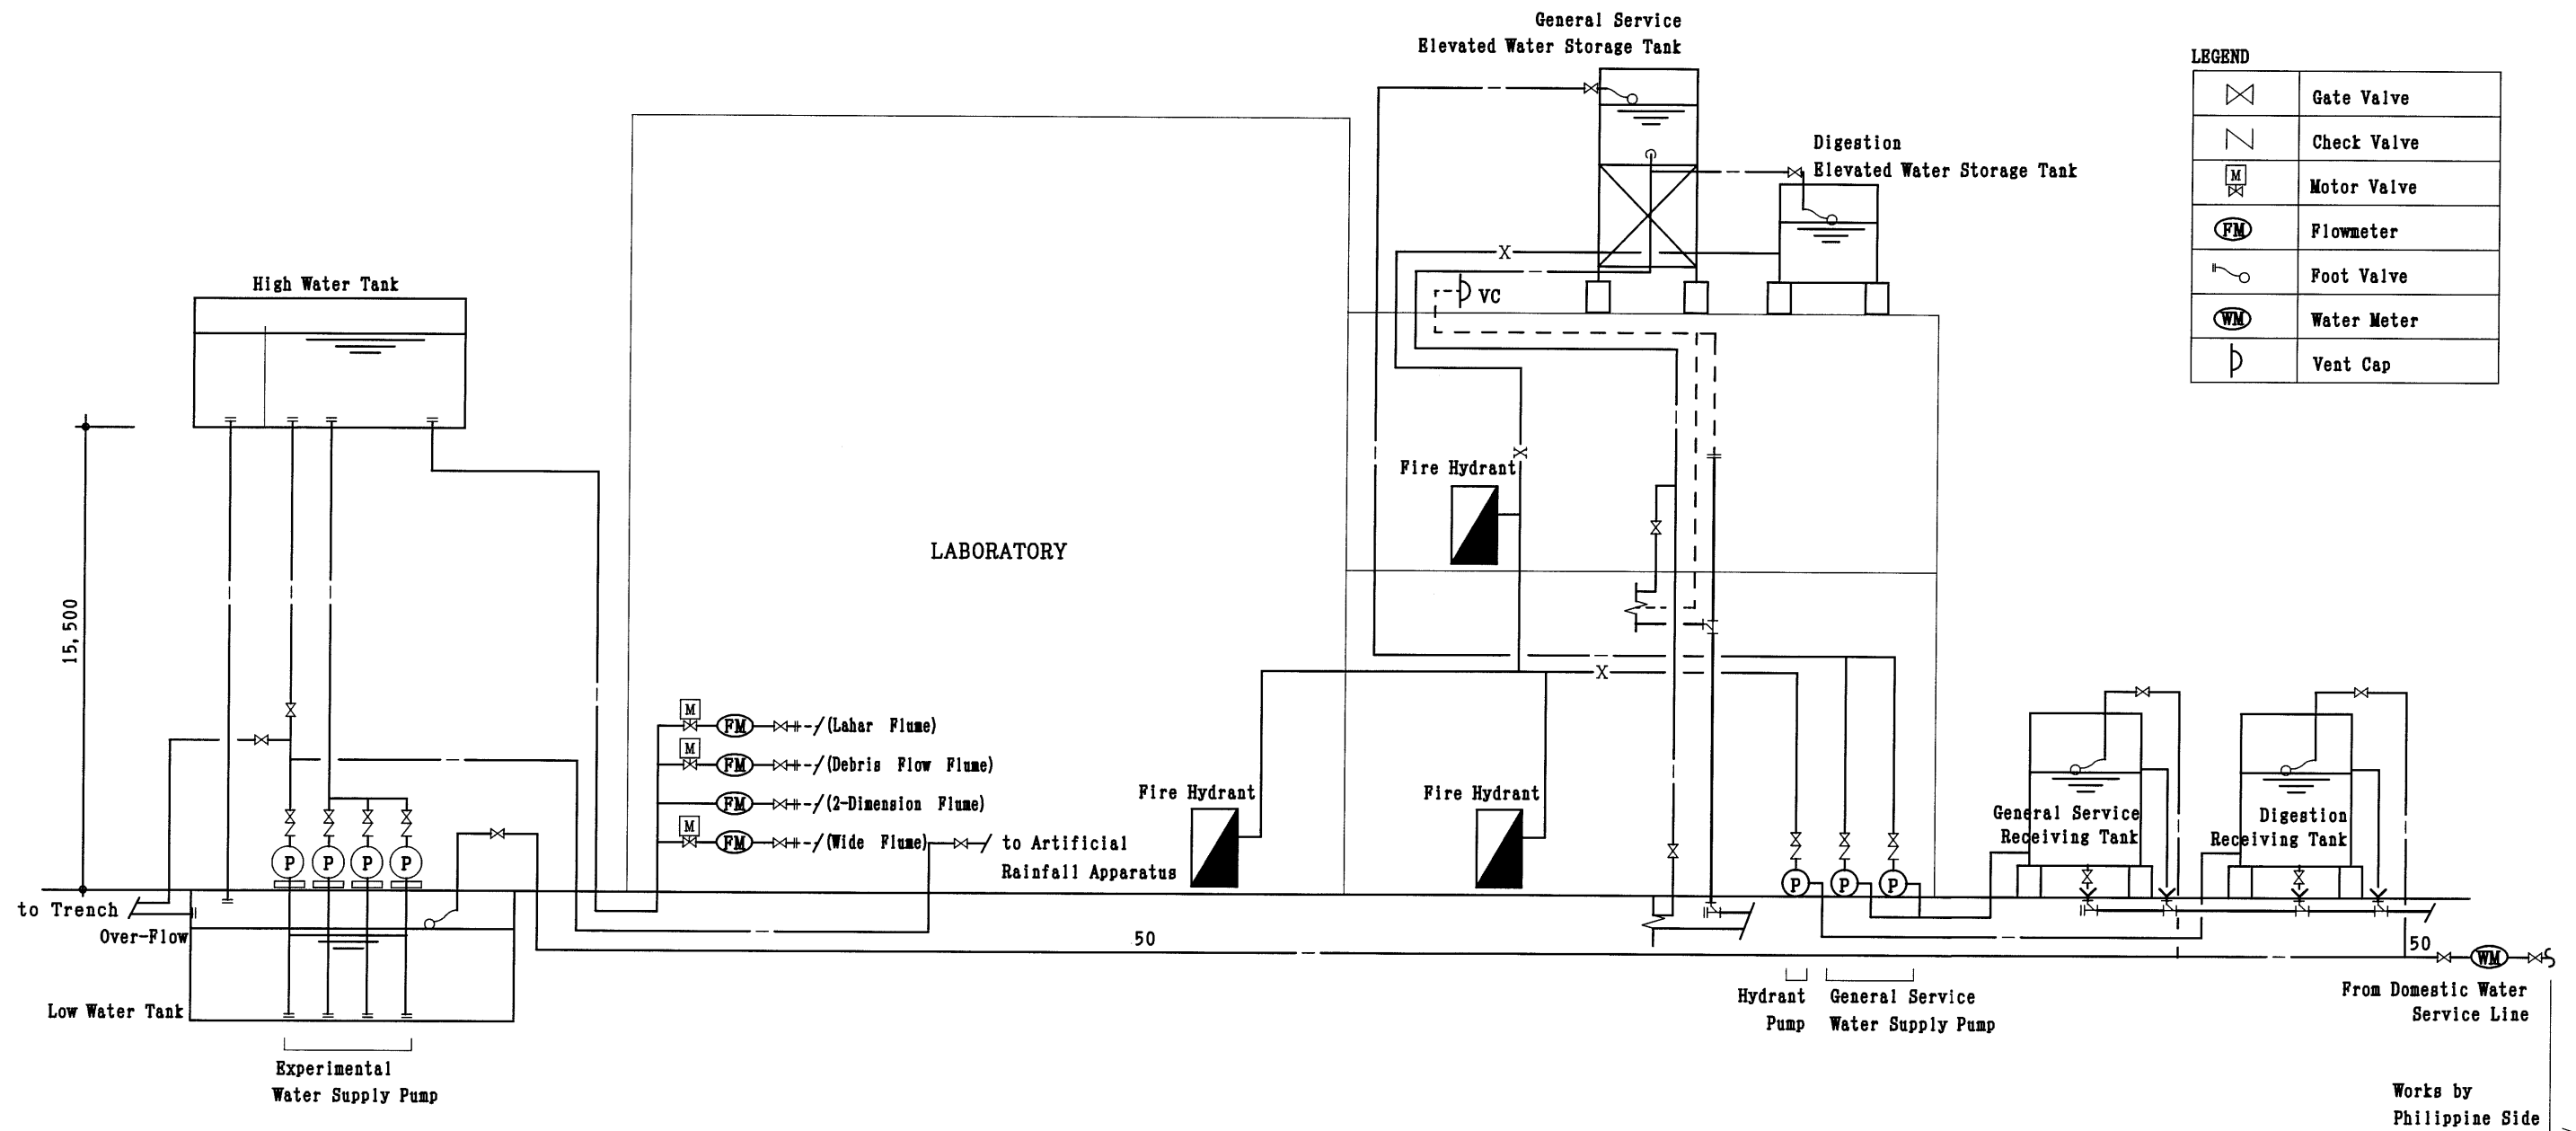 General Service
Elevated Water Storage Tank
LEGEND
Gate Valve
Check Valve
M
Motor Valve
FM
Flowmeter
Foot Valve
WM
Water Meter
Vent Cap
Digestion
Elevated Water Storage Tank
High Water Tank
X
VC
X
Fire Hydrant
LABORATORY
15,500
X
M
FM
(Lahar Flume)
M
FM
(Debris Flow Flume)
FM
(2-Dimension Flume)
M
FM
(Wide Flume)
to Artificial
Rainfall Apparatus
Fire Hydrant
Fire Hydrant
General Service
Receiving Tank
Digestion
Receiving Tank
P
P
P
P
P
P
P
to Trench
Over-Flow
50
50
WM
Low Water Tank
Hydrant
Pump
General Service
Water Supply Pump
From Domestic Water
Service Line
Experimental
Water Supply Pump
Works by
Philippine Side